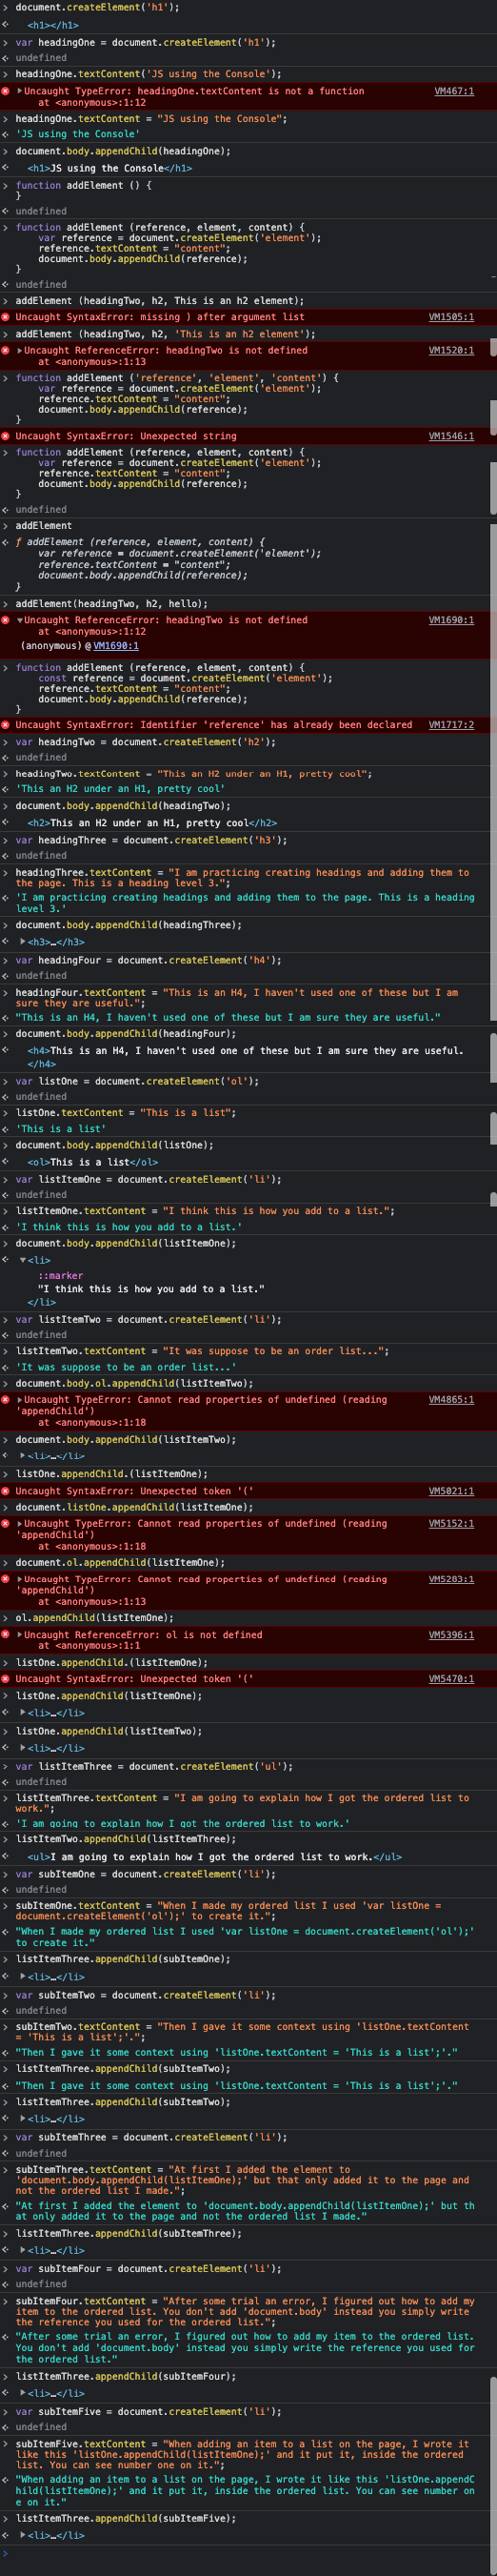 document.createElement('h1');
<h1></h1>
var headingOne = document.createElement('h1');
undefined
headingOne.textContent('JS using the Console');
Uncaught TypeError: headingOne.textContent is not a function VM467:1
at <anonymous>:1:12
headingOne.textContent = "JS using the Console";
'JS using the Console'
document.body.appendChild(headingOne);
<h1>JS using the Console</h1>
function addElement () {
}
undefined
function addElement (reference, element, content) {
var reference = document.createElement('element');
reference.textContent = "content";
document.body.appendChild(reference);
}
undefined
addElement (headingTwo, h2, This is an h2 element);
Uncaught SyntaxError: missing ) after argument list VM1505:1
addElement (headingTwo, h2, 'This is an h2 element');
Uncaught ReferenceError: headingTwo is not defined VM1520:1
at <anonymous>:1:13
function addElement ('reference', 'element', 'content') {
var reference = document.createElement('element');
reference.textContent = "content";
document.body.appendChild(reference);
}
Uncaught SyntaxError: Unexpected string VM1546:1
function addElement (reference, element, content) {
var reference = document.createElement('element');
reference.textContent = "content";
document.body.appendChild(reference);
}
undefined
addElement
ƒ addElement (reference, element, content) {
var reference = document.createElement('element');
reference.textContent = "content";
document.body.appendChild(reference);
}
addElement(headingTwo, h2, hello);
Uncaught ReferenceError: headingTwo is not defined VM1690:1
at <anonymous>:1:12
(anonymous) @ VM1690:1
function addElement (reference, element, content) {
const reference = document.createElement('element');
reference.textContent = "content";
document.body.appendChild(reference);
}
Uncaught SyntaxError: Identifier 'reference' has already been declared VM1717:2
var headingTwo = document.createElement('h2');
undefined
headingTwo.textContent = "This an H2 under an H1, pretty cool";
'This an H2 under an H1, pretty cool'
document.body.appendChild(headingTwo);
<h2>This an H2 under an H1, pretty cool</h2>
var headingThree = document.createElement('h3');
undefined
headingThree.textContent = "I am practicing creating headings and adding them to
the page. This is a heading level 3.";
'I am practicing creating headings and adding them to the page. This is a heading
level 3.'
document.body.appendChild(headingThree);
<h3>…</h3>
var headingFour = document.createElement('h4');
undefined
headingFour.textContent = "This is an H4, I haven't used one of these but I am
sure they are useful.";
"This is an H4, I haven't used one of these but I am sure they are useful."
document.body.appendChild(headingFour);
<h4>This is an H4, I haven't used one of these but I am sure they are useful.
</h4>
var listOne = document.createElement('ol');
undefined
listOne.textContent = "This is a list";
'This is a list'
document.body.appendChild(listOne);
<ol>This is a list</ol>
var listItemOne = document.createElement('li');
undefined
listItemOne.textContent = "I think this is how you add to a list.";
'I think this is how you add to a list.'
document.body.appendChild(listItemOne);
<li>
::marker
"I think this is how you add to a list."
</li>
var listItemTwo = document.createElement('li');
undefined
listItemTwo.textContent = "It was suppose to be an order list...";
'It was suppose to be an order list...'
document.body.ol.appendChild(listItemTwo);
Uncaught TypeError: Cannot read properties of undefined (reading VM4865:1
'appendChild')
at <anonymous>:1:18
document.body.appendChild(listItemTwo);
<li>…</li>
listOne.appendChild.(listItemOne);
Uncaught SyntaxError: Unexpected token '(' VM5021:1
document.listOne.appendChild(listItemOne);
Uncaught TypeError: Cannot read properties of undefined (reading VM5152:1
'appendChild')
at <anonymous>:1:18
document.ol.appendChild(listItemOne);
Uncaught TypeError: Cannot read properties of undefined (reading VM5203:1
'appendChild')
at <anonymous>:1:13
ol.appendChild(listItemOne);
Uncaught ReferenceError: ol is not defined VM5396:1
at <anonymous>:1:1
listOne.appendChild.(listItemOne);
Uncaught SyntaxError: Unexpected token '(' VM5470:1
listOne.appendChild(listItemOne);
<li>…</li>
listOne.appendChild(listItemTwo);
<li>…</li>
var listItemThree = document.createElement('ul');
undefined
listItemThree.textContent = "I am going to explain how I got the ordered list to
work.";
'I am going to explain how I got the ordered list to work.'
listItemTwo.appendChild(listItemThree);
<ul>I am going to explain how I got the ordered list to work.</ul>
var subItemOne = document.createElement('li');
undefined
subItemOne.textContent = "When I made my ordered list I used 'var listOne =
document.createElement('ol');' to create it.";
"When I made my ordered list I used 'var listOne = document.createElement('ol');'
to create it."
listItemThree.appendChild(subItemOne);
<li>…</li>
var subItemTwo = document.createElement('li');
undefined
subItemTwo.textContent = "Then I gave it some context using 'listOne.textContent
= 'This is a list';'.";
"Then I gave it some context using 'listOne.textContent = 'This is a list';'."
listItemThree.appendChild(subItemTwo);
"Then I gave it some context using 'listOne.textContent = 'This is a list';'."
listItemThree.appendChild(subItemTwo);
<li>…</li>
var subItemThree = document.createElement('li');
undefined
subItemThree.textContent = "At first I added the element to
'document.body.appendChild(listItemOne);' but that only added it to the page and
not the ordered list I made.";
"At first I added the element to 'document.body.appendChild(listItemOne);' but th
at only added it to the page and not the ordered list I made."
listItemThree.appendChild(subItemThree);
<li>…</li>
var subItemFour = document.createElement('li');
undefined
subItemFour.textContent = "After some trial an error, I figured out how to add my
item to the ordered list. You don't add 'document.body' instead you simply write
the reference you used for the ordered list.";
"After some trial an error, I figured out how to add my item to the ordered list.
You don't add 'document.body' instead you simply write the reference you used for
the ordered list."
listItemThree.appendChild(subItemFour);
<li>…</li>
var subItemFive = document.createElement('li');
undefined
subItemFive.textContent = "When adding an item to a list on the page, I wrote it
like this 'listOne.appendChild(listItemOne);' and it put it, inside the ordered
list. You can see number one on it.";
"When adding an item to a list on the page, I wrote it like this 'listOne.appendC
hild(listItemOne);' and it put it, inside the ordered list. You can see number on
e on it."
listItemThree.appendChild(subItemFive);
<li>…</li>